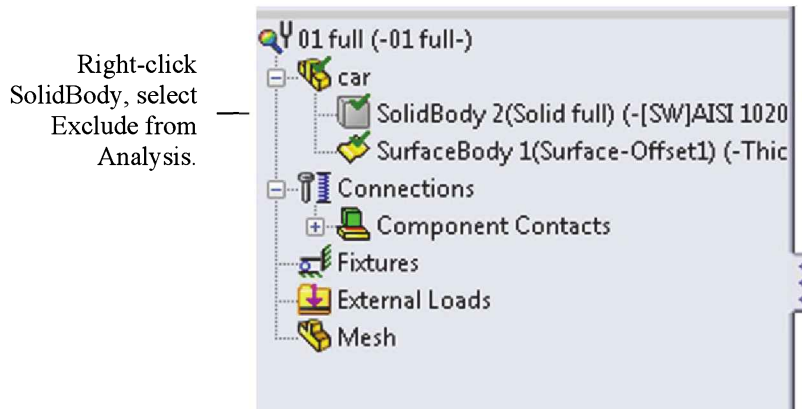 01 full (-01 full-)
Right-click
SolidBody, select
Exclude from
Analysis.
car
SolidBody 2(Solid full) (-[SW]AISI 1020
SurfaceBody 1(Surface-Offset1) (-Thic
Connections
Component Contacts
Fixtures
External Loads
Mesh